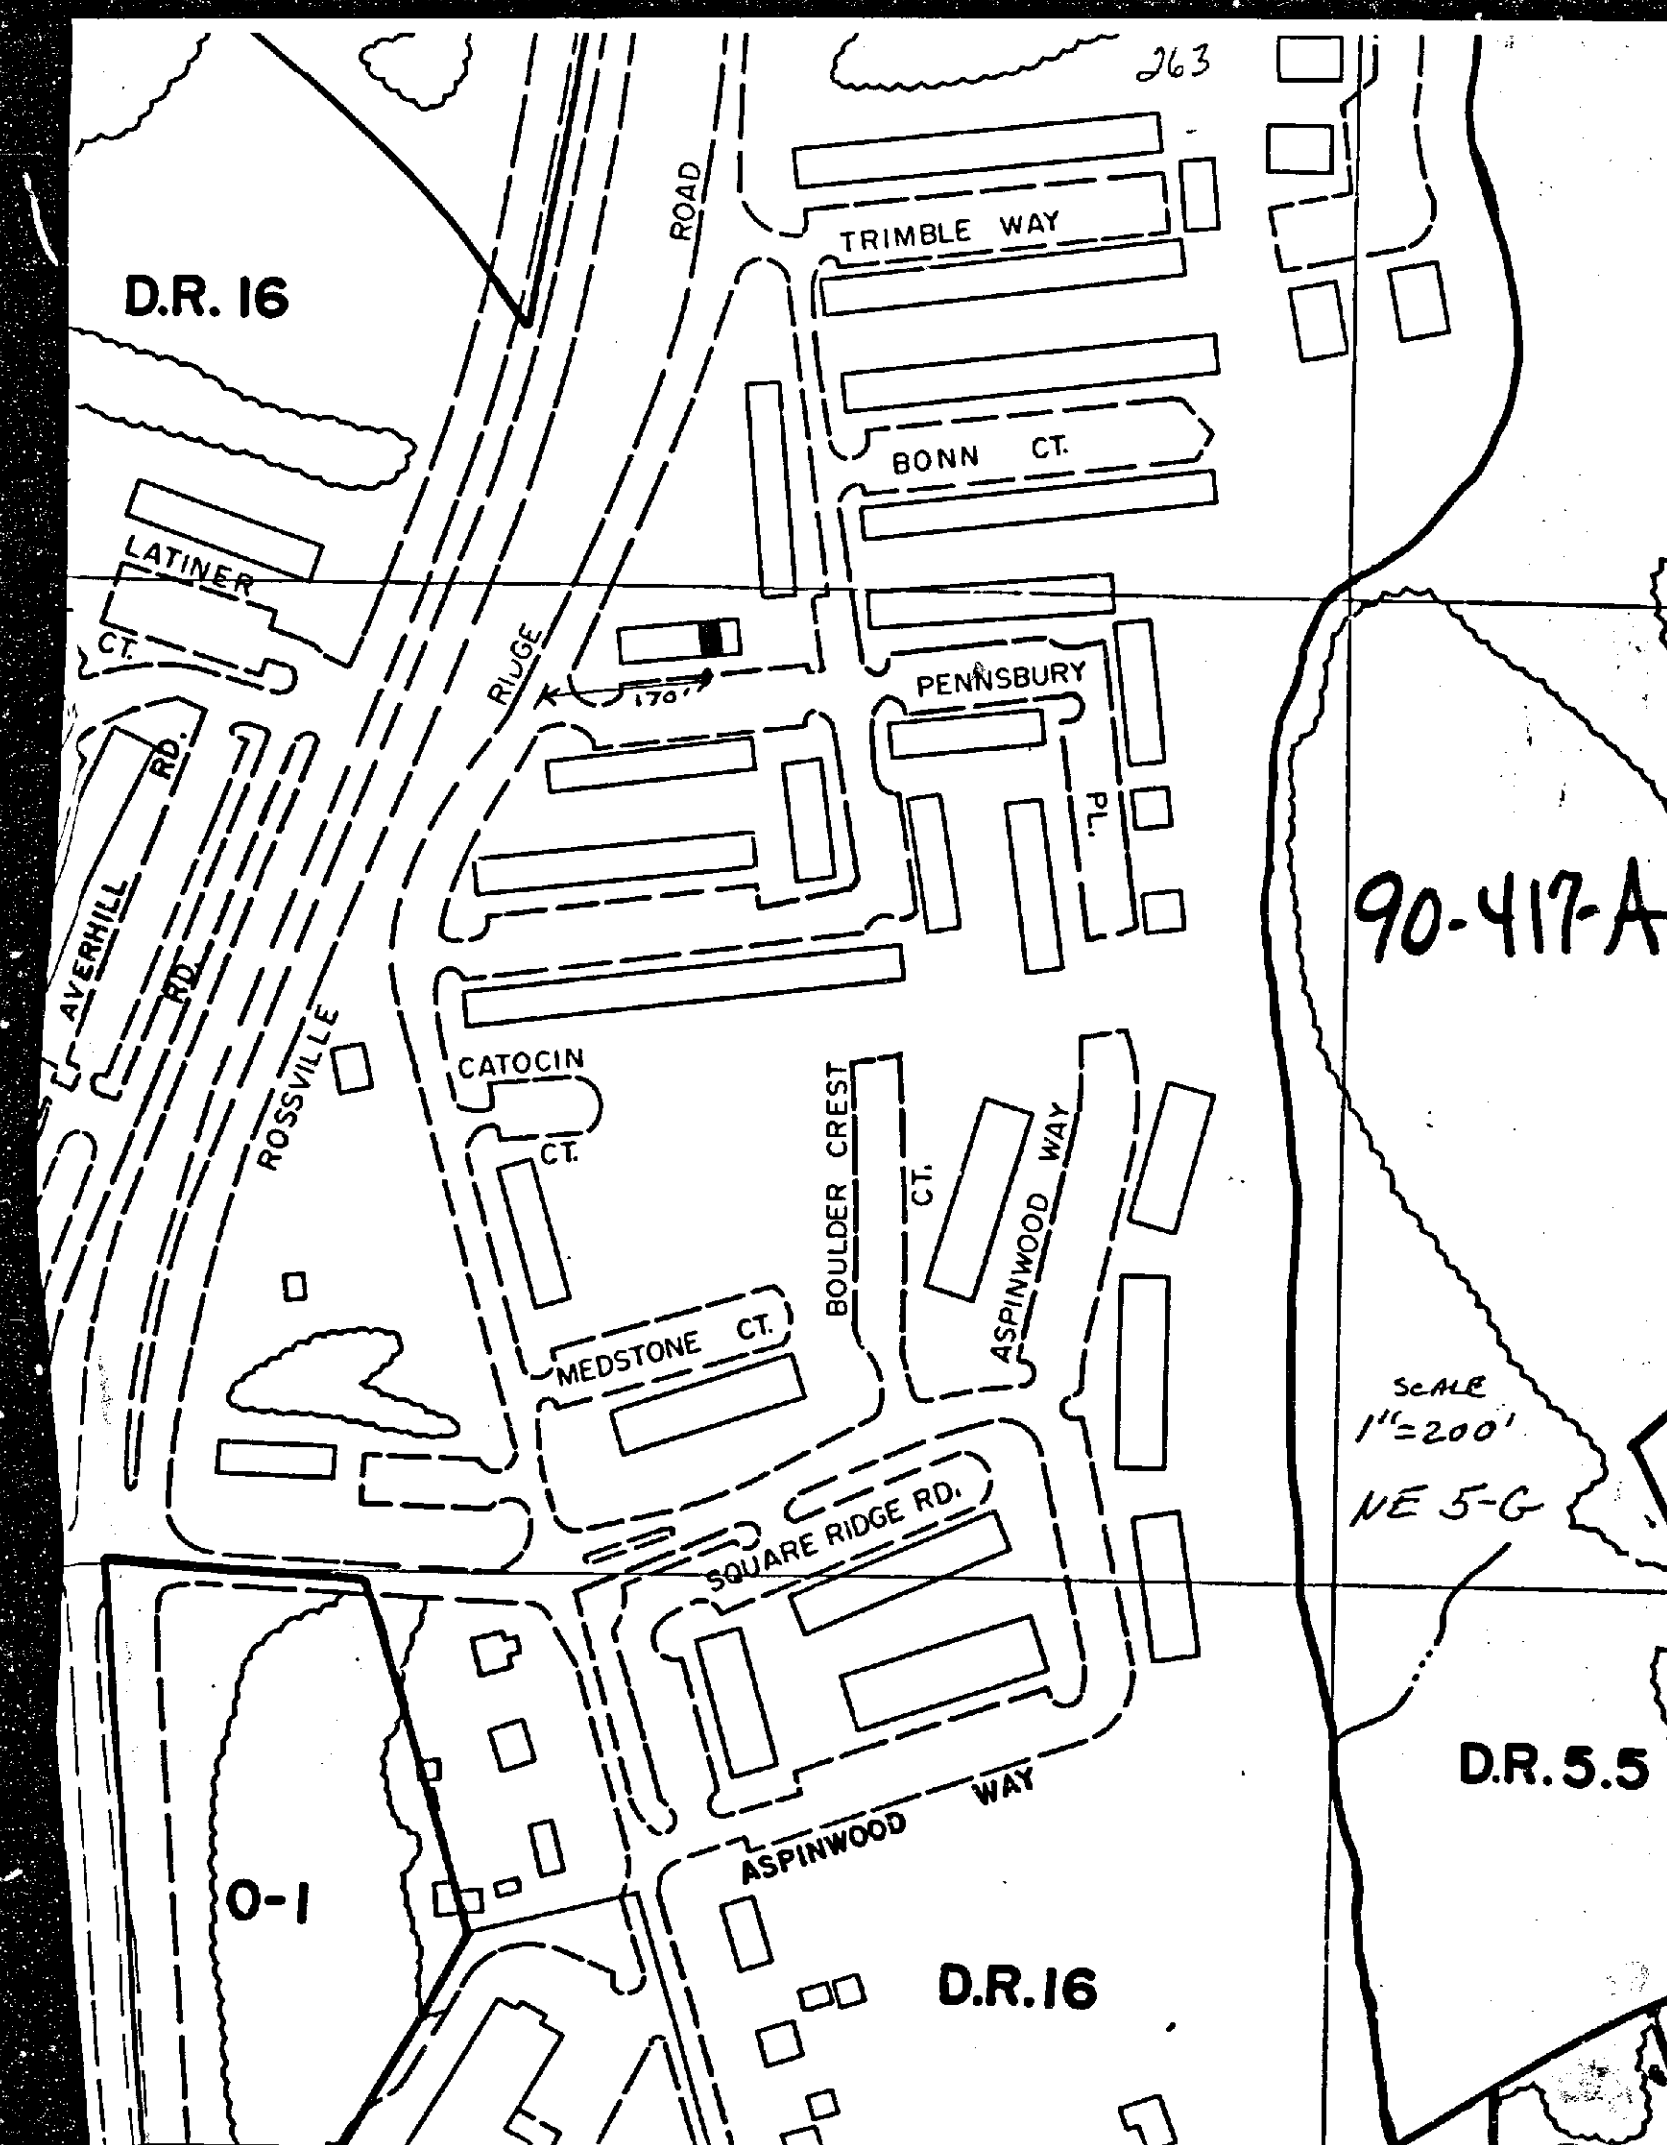 263
ROAD
TRIMBLE WAY
D.R. 16
BONN CT.
LATINER
CT.
RIDGE
170'
PENNSBURY
PL.
RD.
AVERHILL
RD.
90-417-A
ROSSVILLE
CATOCIN
CT.
BOULDER CREST
CT.
ASPINWOOD WAY
MEDSTONE CT.
SCALE
1"=200'
NE 5-G
SQUARE RIDGE RD.
D.R. 5.5
ASPINWOOD WAY
O-1
D.R. 16